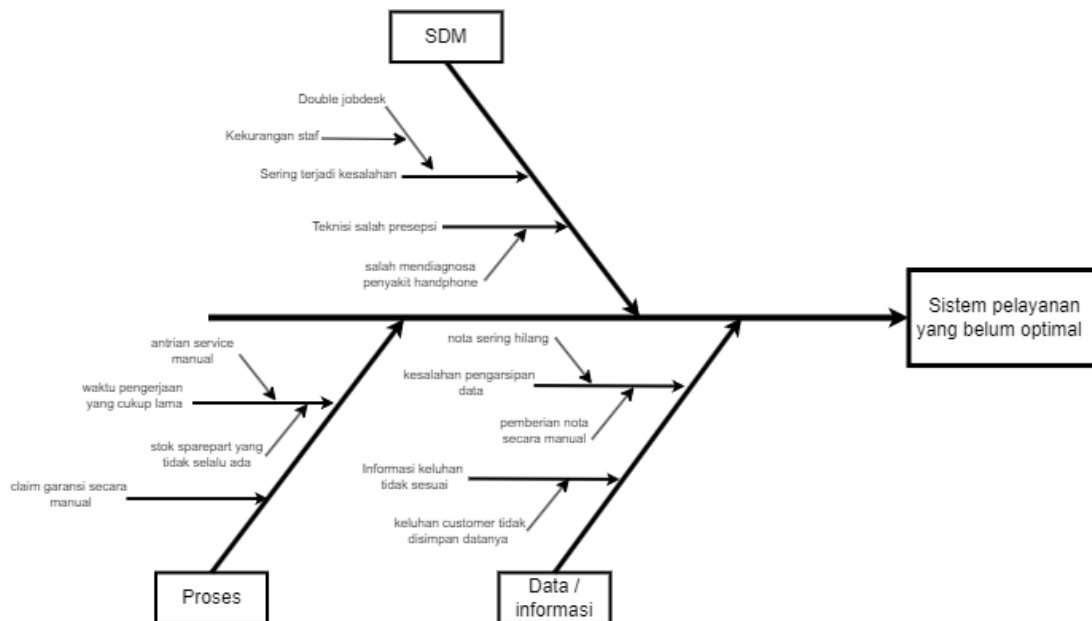 SDM
Double jobdesk
Kekurangan staf
Sering terjadi kesalahan
Teknisi salah presepsi
salah mendiagnosa
penyakit handphone
Sistem pelayanan
yang belum optimal
antrian service
manual
waktu pengerjaan
yang cukup lama
stok sparepart yang
tidak selalu ada
claim garansi secara
manual
Proses
nota sering hilang
kesalahan pengarsipan
data
pemberian nota
secara manual
Informasi keluhan
tidak sesuai
keluhan customer tidak
disimpan datanya
Data /
informasi